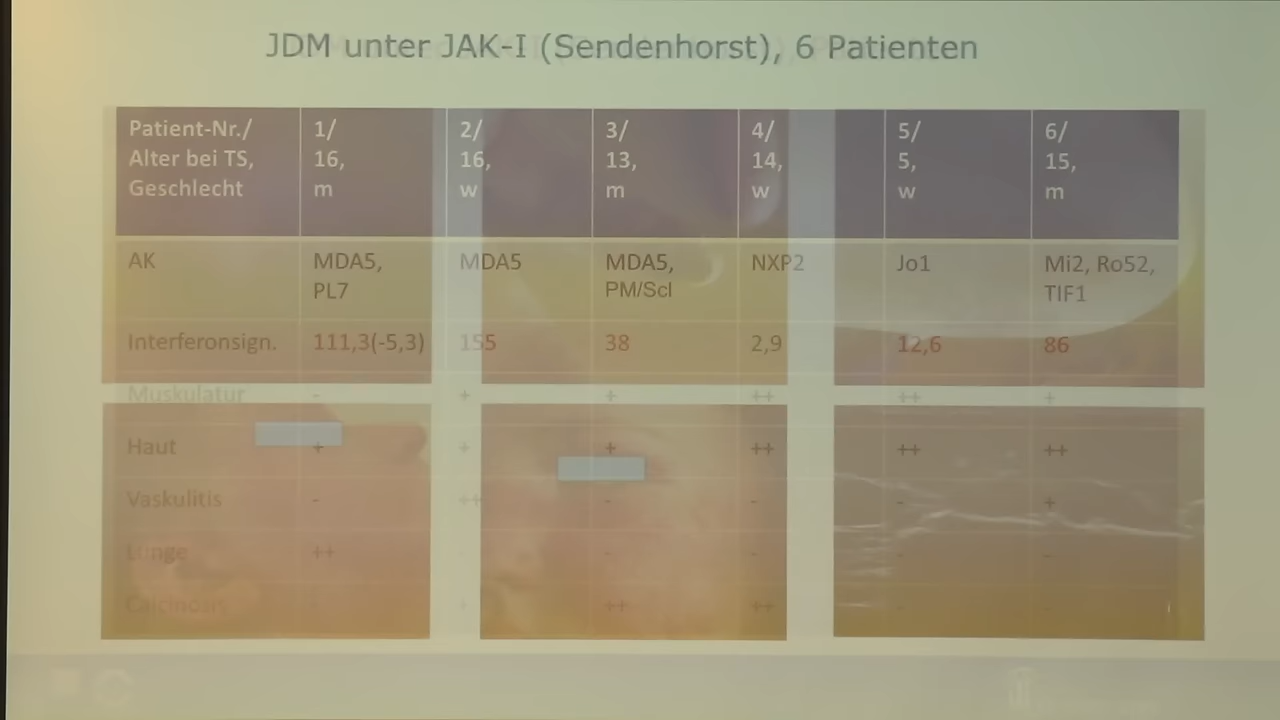 JDM unter JAK-I (Sendenhorst), 6 Patienten
Patient-Nr./ 1/ 2/ 3/ 4/ 5/ 6/
Alter bei TS, 16, 16, 13, 14, 5, 15,
Geschlecht m w m w w m
AK MDA5, MDA5 MDA5, NXP2 Jo1 Mi2, Ro52,
PL7 PM/Scl TIF1
Interferonsign. 111,3(-5,3) 155 38 2,9 12,6 86
Muskulatur - + + ++ ++ +
Haut + + + ++ ++ ++
Vaskulitis - ++ - - - +
Lunge ++ - - - -
Calcinosis + ++ ++ - -